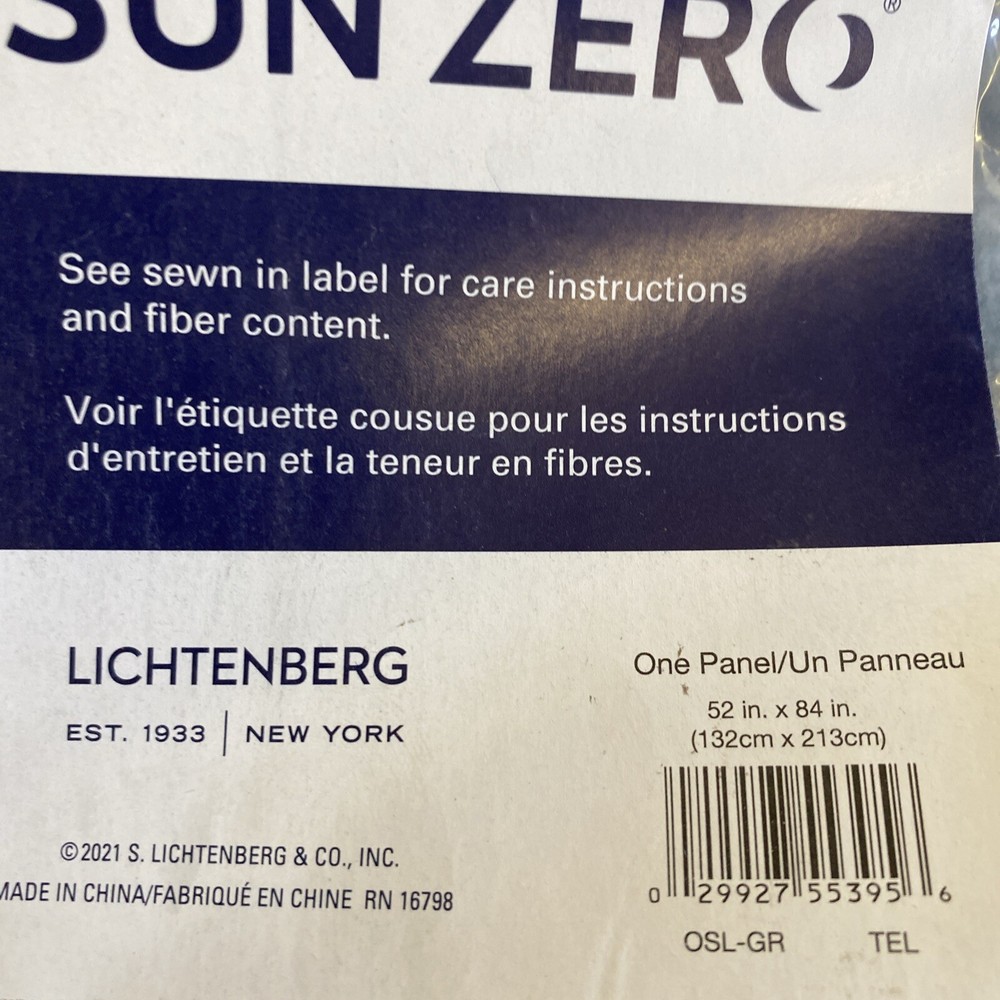 SUN ZERO®
See sewn in label for care instructions
and fiber content.
Voir l'étiquette cousue pour les instructions
d'entretien et la teneur en fibres.
LICHTENBERG
EST. 1933 | NEW YORK
©2021 S. LICHTENBERG & CO., INC.
MADE IN CHINA/FABRIQUÉ EN CHINE RN 16798
One Panel/Un Panneau
52 in. x 84 in.
(132cm x 213cm)
0 29927 55395 6
OSL-GR TEL